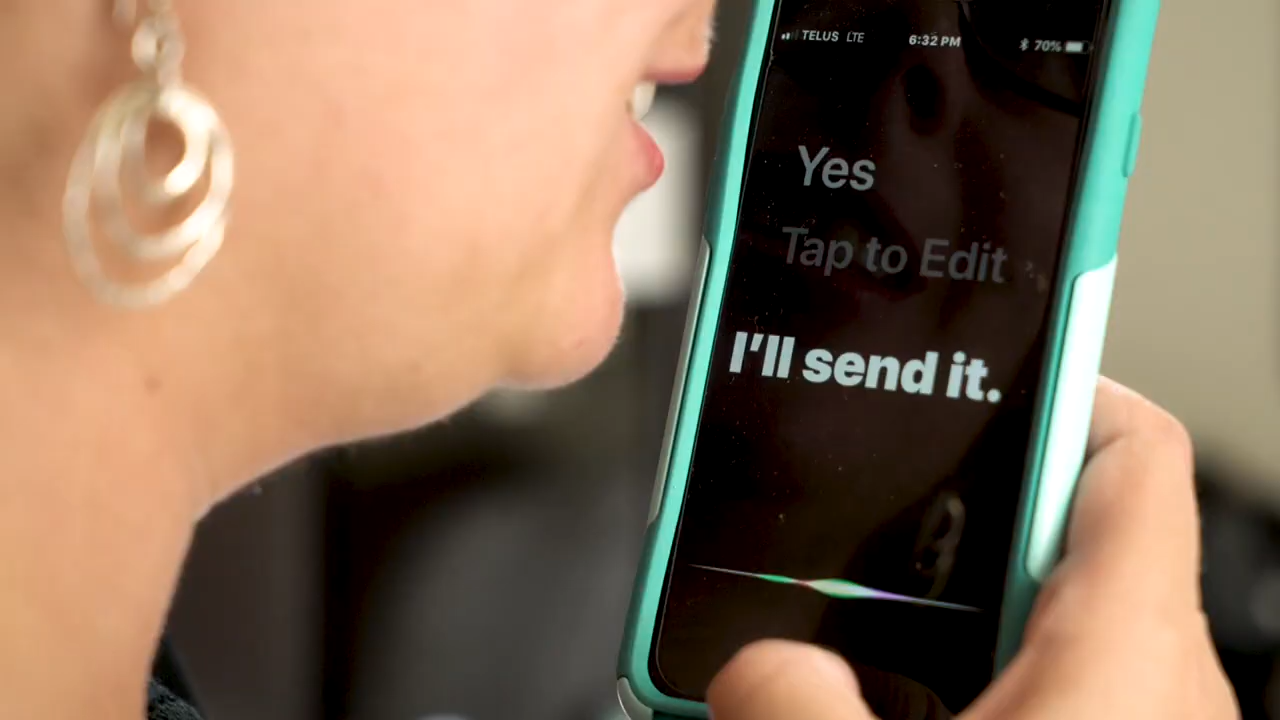 TELUS LTE 6:32 PM 70%
Yes
Tap to Edit
I'll send it.